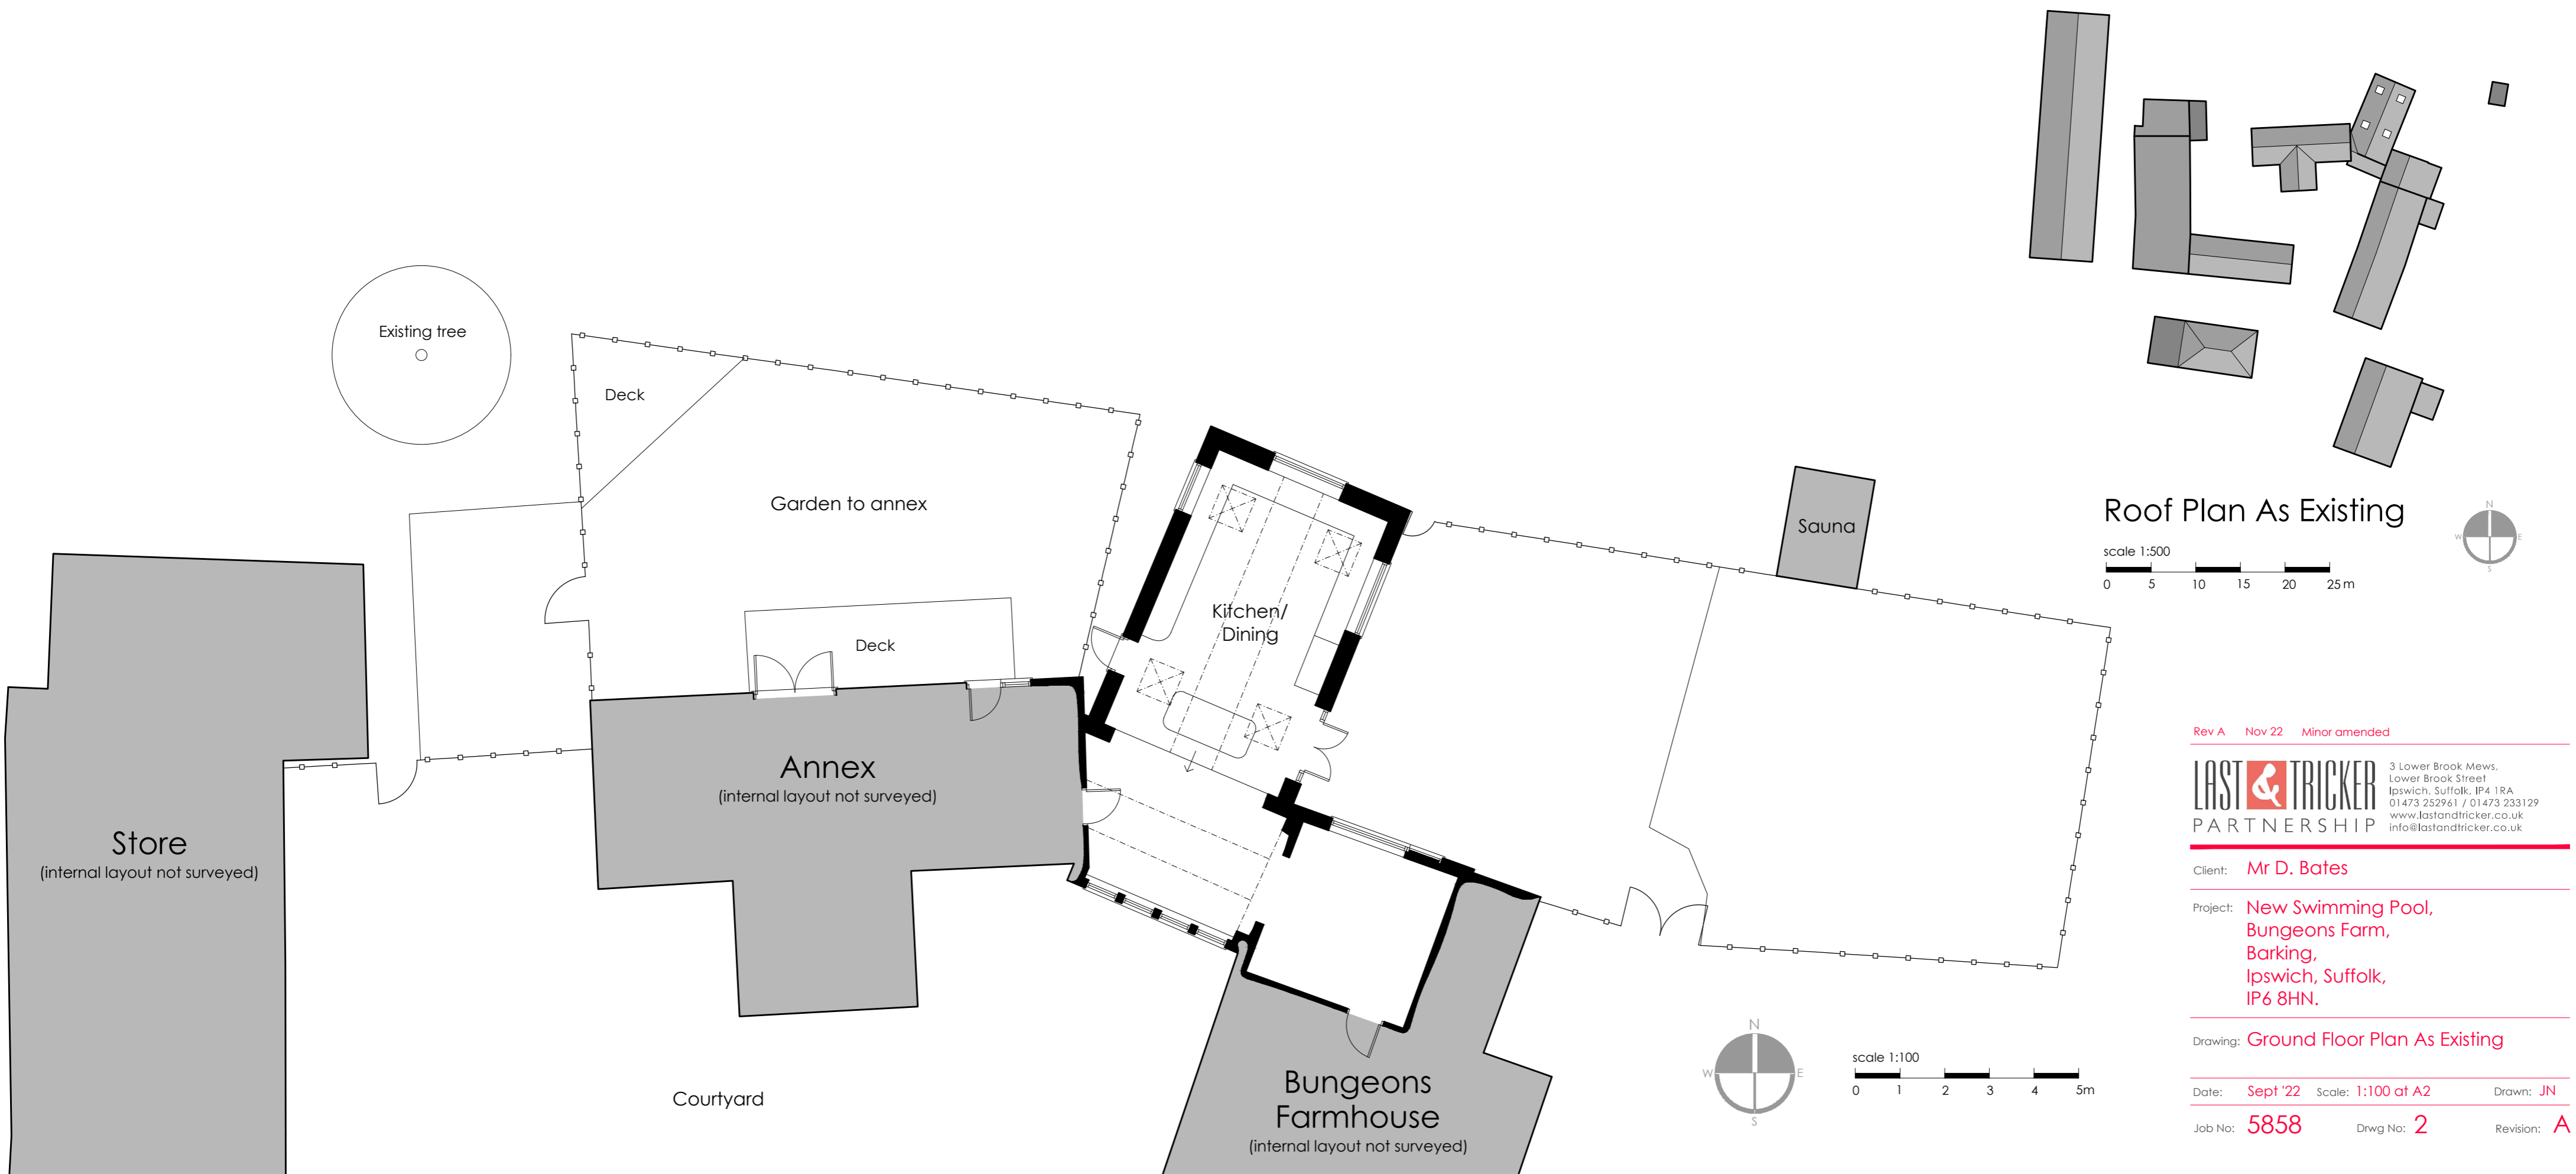 Existing tree
Deck
Garden to annex
Deck
Kitchen/
Dining
Sauna
Store
(internal layout not surveyed)
Annex
(internal layout not surveyed)
Courtyard
Bungeons
Farmhouse
(internal layout not surveyed)
N
W E
S
scale 1:100
0 1 2 3 4 5m
Roof Plan As Existing
scale 1:500
0 5 10 15 20 25 m
N
W E
S
Rev A Nov 22 Minor amended
LAST & TRICKER
PARTNERSHIP
3 Lower Brook Mews,
Lower Brook Street
Ipswich, Suffolk, IP4 1RA
01473 252961 / 01473 233129
www.lastandtricker.co.uk
info@lastandtricker.co.uk
Client: Mr D. Bates
Project: New Swimming Pool,
Bungeons Farm,
Barking,
Ipswich, Suffolk,
IP6 8HN.
Drawing: Ground Floor Plan As Existing
Date: Sept '22 Scale: 1:100 at A2 Drawn: JN
Job No: 5858 Drwg No: 2 Revision: A